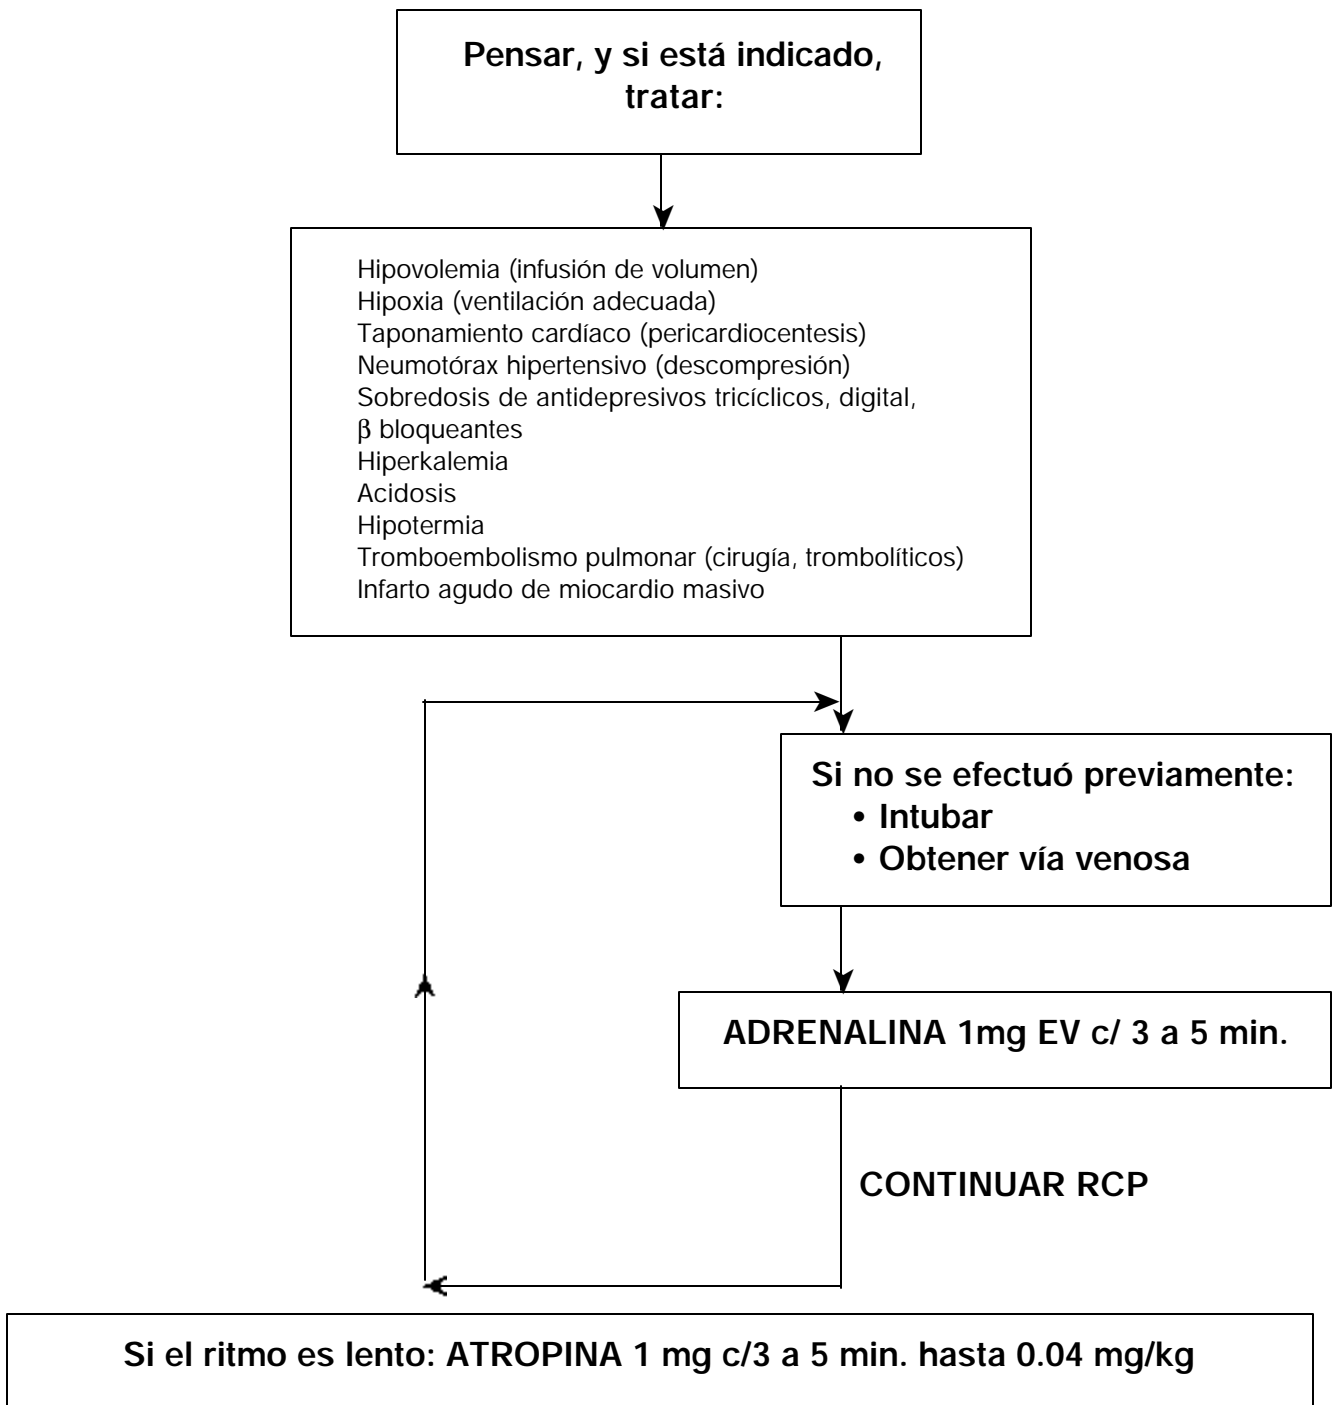 Pensar, y si está indicado,
tratar:
Hipovolemia (infusión de volumen)
Hipoxia (ventilación adecuada)
Taponamiento cardíaco (pericardiocentesis)
Neumotórax hipertensivo (descompresión)
Sobredosis de antidepresivos tricíclicos, digital,
β bloqueantes
Hiperkalemia
Acidosis
Hipotermia
Tromboembolismo pulmonar (cirugía, trombolíticos)
Infarto agudo de miocardio masivo
Si no se efectuó previamente:
• Intubar
• Obtener vía venosa
ADRENALINA 1mg EV c/ 3 a 5 min.
CONTINUAR RCP
Si el ritmo es lento: ATROPINA 1 mg c/3 a 5 min. hasta 0.04 mg/kg